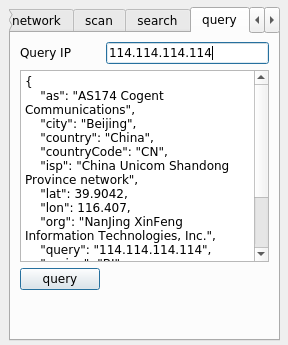 network scan search query
Query IP 114.114.114.114
{
"as": "AS174 Cogent
Communications",
"city": "Beijing",
"country": "China",
"countryCode": "CN",
"isp": "China Unicom Shandong
Province network",
"lat": 39.9042,
"lon": 116.407,
"org": "NanJing XinFeng
Information Technologies, Inc.",
"query": "114.114.114.114",
query